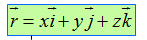 r⃗ = xi⃗ + yj⃗ + zk⃗